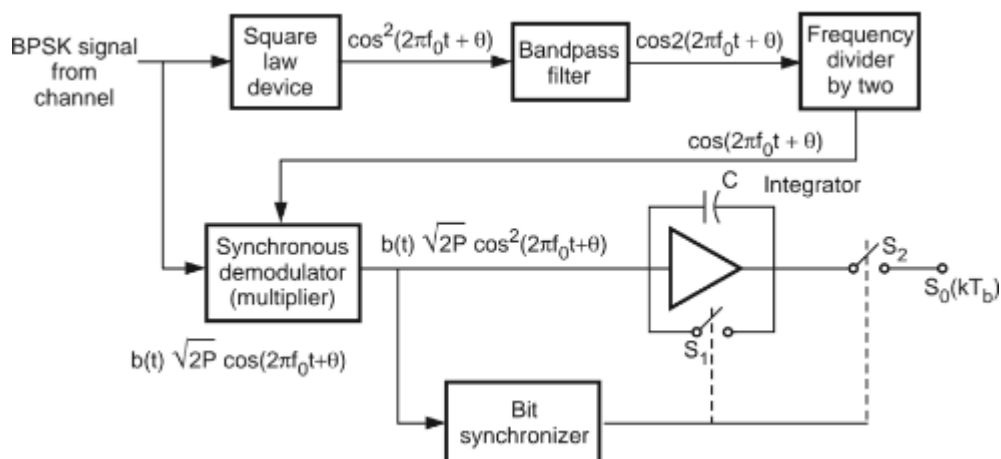 BPSK signal
from
channel
Square
law
device
cos²(2πf₀t + θ)
Bandpass
filter
cos2(2πf₀t + θ)
Frequency
divider
by two
cos(2πf₀t + θ)
C
Integrator
Synchronous
demodulator
(multiplier)
b(t) √2P cos²(2πf₀t+θ)
S₂
S₀(kT_b)
S₁
b(t) √2P cos(2πf₀t+θ)
Bit
synchronizer